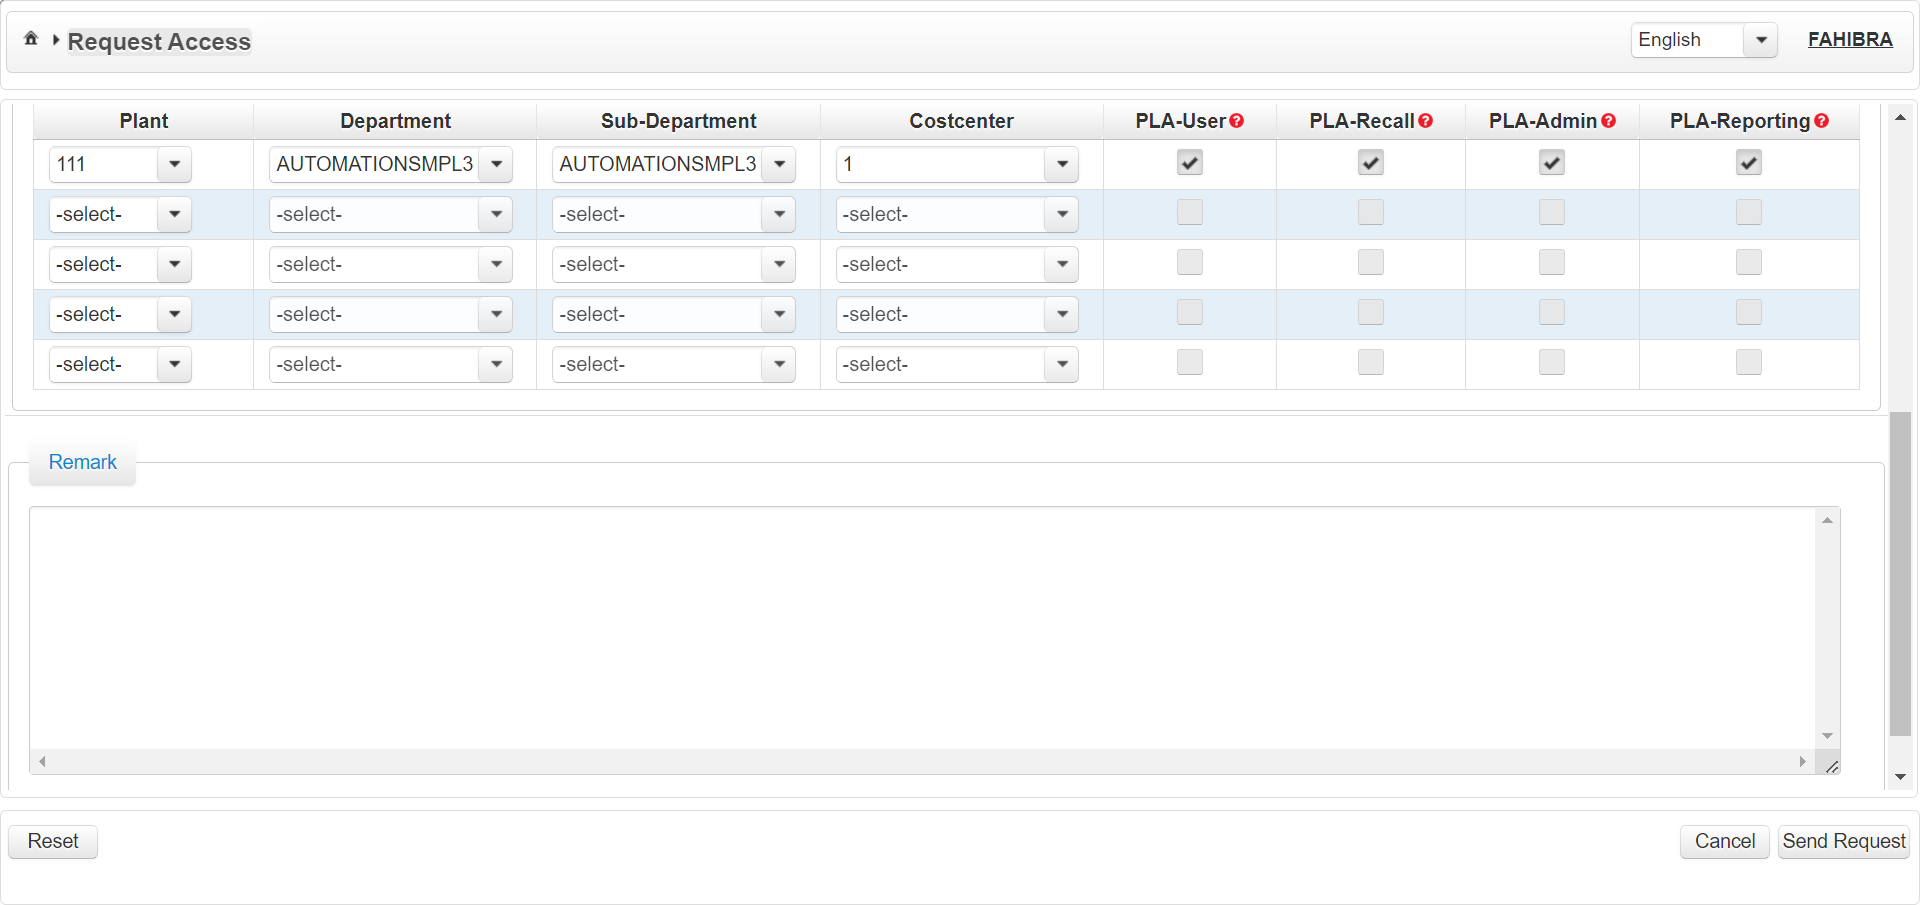 Request Access
English
FAHIBRA
Plant Department Sub-Department Costcenter PLA-User? PLA-Recall? PLA-Admin? PLA-Reporting?
111 AUTOMATIONSMPL3 AUTOMATIONSMPL3 1
-select- -select- -select- -select-
-select- -select- -select- -select-
-select- -select- -select- -select-
-select- -select- -select- -select-
Remark
Reset Cancel Send Request